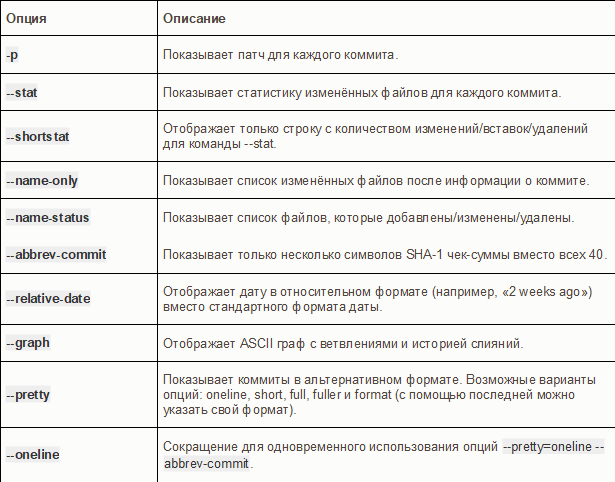 Опция Описание
-p Показывает патч для каждого коммита.
--stat Показывает статистику изменённых файлов для каждого коммита.
--shortstat Отображает только строку с количеством изменений/вставок/удалений
для команды --stat.
--name-only Показывает список изменённых файлов после информации о коммите.
--name-status Показывает список файлов, которые добавлены/изменены/удалены.
--abbrev-commit Показывает только несколько символов SHA-1 чек-суммы вместо всех 40.
--relative-date Отображает дату в относительном формате (например, «2 weeks ago»)
вместо стандартного формата даты.
--graph Отображает ASCII граф с ветвлениями и историей слияний.
--pretty Показывает коммиты в альтернативном формате. Возможные варианты
опций: oneline, short, full, fuller и format (с помощью последней можно
указать свой формат).
--oneline Сокращение для одновременного использования опций --pretty=oneline --
abbrev-commit.